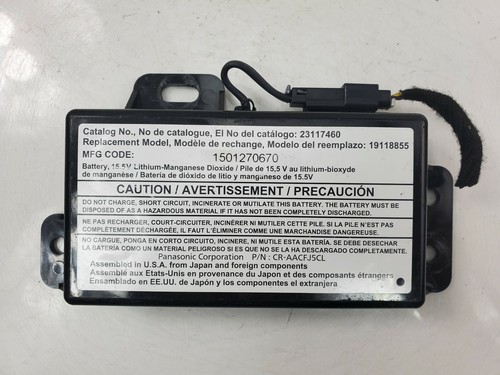 Catalog No., No de catalogue, El No del catálogo: 23117460
Replacement Model, Modèle de rechange, Modelo del reemplazo: 19118855
MFG CODE: 1501270670
Battery, 15.5V Lithium-Manganese Dioxide / Pile de 15,5 V au lithium-bioxyde
de manganèse / Batería de dióxido de litio y manganeso de 15.5V
CAUTION / AVERTISSEMENT / PRECAUCIÓN
DO NOT CHARGE, SHORT CIRCUIT, INCINERATE OR MUTILATE THIS BATTERY. THE BATTERY MUST BE
DISPOSED OF AS A HAZARDOUS MATERIAL IF IT HAS NOT BEEN COMPLETELY DISCHARGED.
NE PAS RECHARGER, COURT-CIRCUITER, INCINÉRER NI MUTILER CETTE PILE. SI LA PILE N'EST PAS
COMPLÈTEMENT DÉCHARGÉE, IL FAUT L'ÉLIMINER COMME UNE MARCHANDISE DANGEREUSE.
NO CARGUE, PONGA EN CORTO CIRCUITO, INCINERE, NI MUTILE ESTA BATERÍA. SE DEBE DESECHAR
LA BATERÍA COMO UN MATERIAL PELIGROSO SI ES QUE NO SE HA DESCARGADO COMPLETAMENTE.
Panasonic Corporation P/N: CR-AACFJ5CL
Assembled in U.S.A. from Japan and foreign components
Assemblé aux Etats-Unis en provenance du Japon et des composants étrangers
Ensamblado en EE.UU. de Japón y los componentes el extranjero